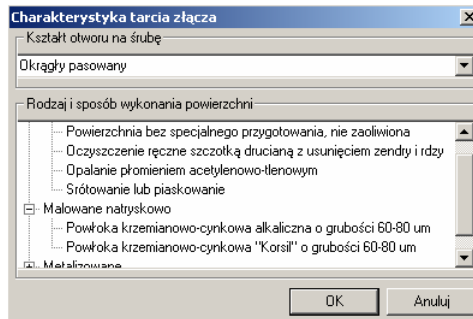 Charakterystyka tarcia złącza
Kształt otworu na śrubę
Okrągły pasowany
Rodzaj i sposób wykonania powierzchni
Powierzchnia bez specjalnego przygotowania, nie zaoliwiona
Oczyszczenie ręczne szczotką drucianą z usunięciem zendry i rdzy
Opalanie płomieniem acetylenowo-tlenowym
Śrótowanie lub piaskowanie
Malowane natryskowo
Powłoka krzemianowo-cynkowa alkaliczna o grubości 60-80 um
Powłoka krzemianowo-cynkowa "Korsil" o grubości 60-80 um
Metalizowane
OK Anuluj